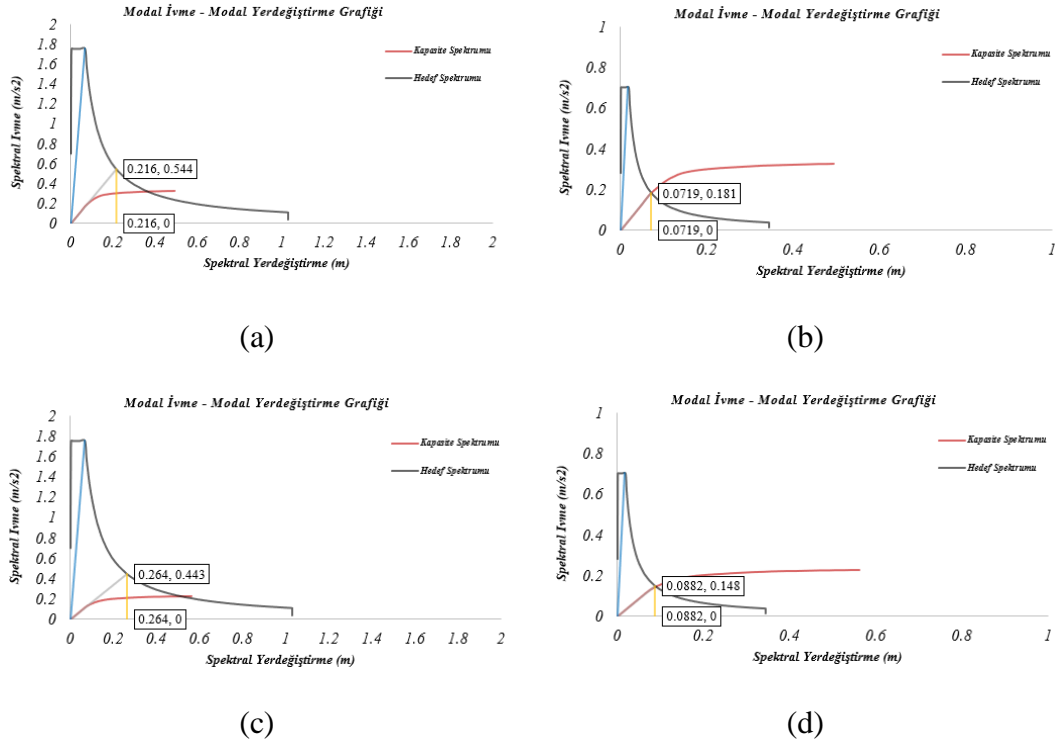 Modal İvme - Modal Yerdeğiştirme Grafiği
2
1.8
1.6
1.4
1.2
1
0.8
0.6
0.4
0.2
0
Spektral Ivme (m/s2)
Kapasite Spektrumu
Hedef Spektrumu
0.216, 0.544
0.216, 0
0 0.2 0.4 0.6 0.8 1 1.2 1.4 1.6 1.8 2
Spektral Yerdeğiştirme (m)
(a)
Modal İvme - Modal Yerdeğiştirme Grafiği
1
0.8
0.6
0.4
0.2
0
Spektral Ivme (m/s2)
Kapasite Spektrumu
Hedef Spektrumu
0.0719, 0.181
0.0719, 0
0 0.2 0.4 0.6 0.8 1
Spektral Yerdeğiştirme (m)
(b)
Modal İvme - Modal Yerdeğiştirme Grafiği
2
1.8
1.6
1.4
1.2
1
0.8
0.6
0.4
0.2
0
Spektral Ivme (m/s2)
Kapasite Spektrumu
Hedef Spektrumu
0.264, 0.443
0.264, 0
0 0.2 0.4 0.6 0.8 1 1.2 1.4 1.6 1.8 2
Spektral Yerdeğiştirme (m)
(c)
Modal İvme - Modal Yerdeğiştirme Grafiği
1
0.8
0.6
0.4
0.2
0
Spektral Ivme (m/s2)
Kapasite Spektrumu
Hedef Spektrumu
0.0882, 0.148
0.0882, 0
0 0.2 0.4 0.6 0.8 1
Spektral Yerdeğiştirme (m)
(d)